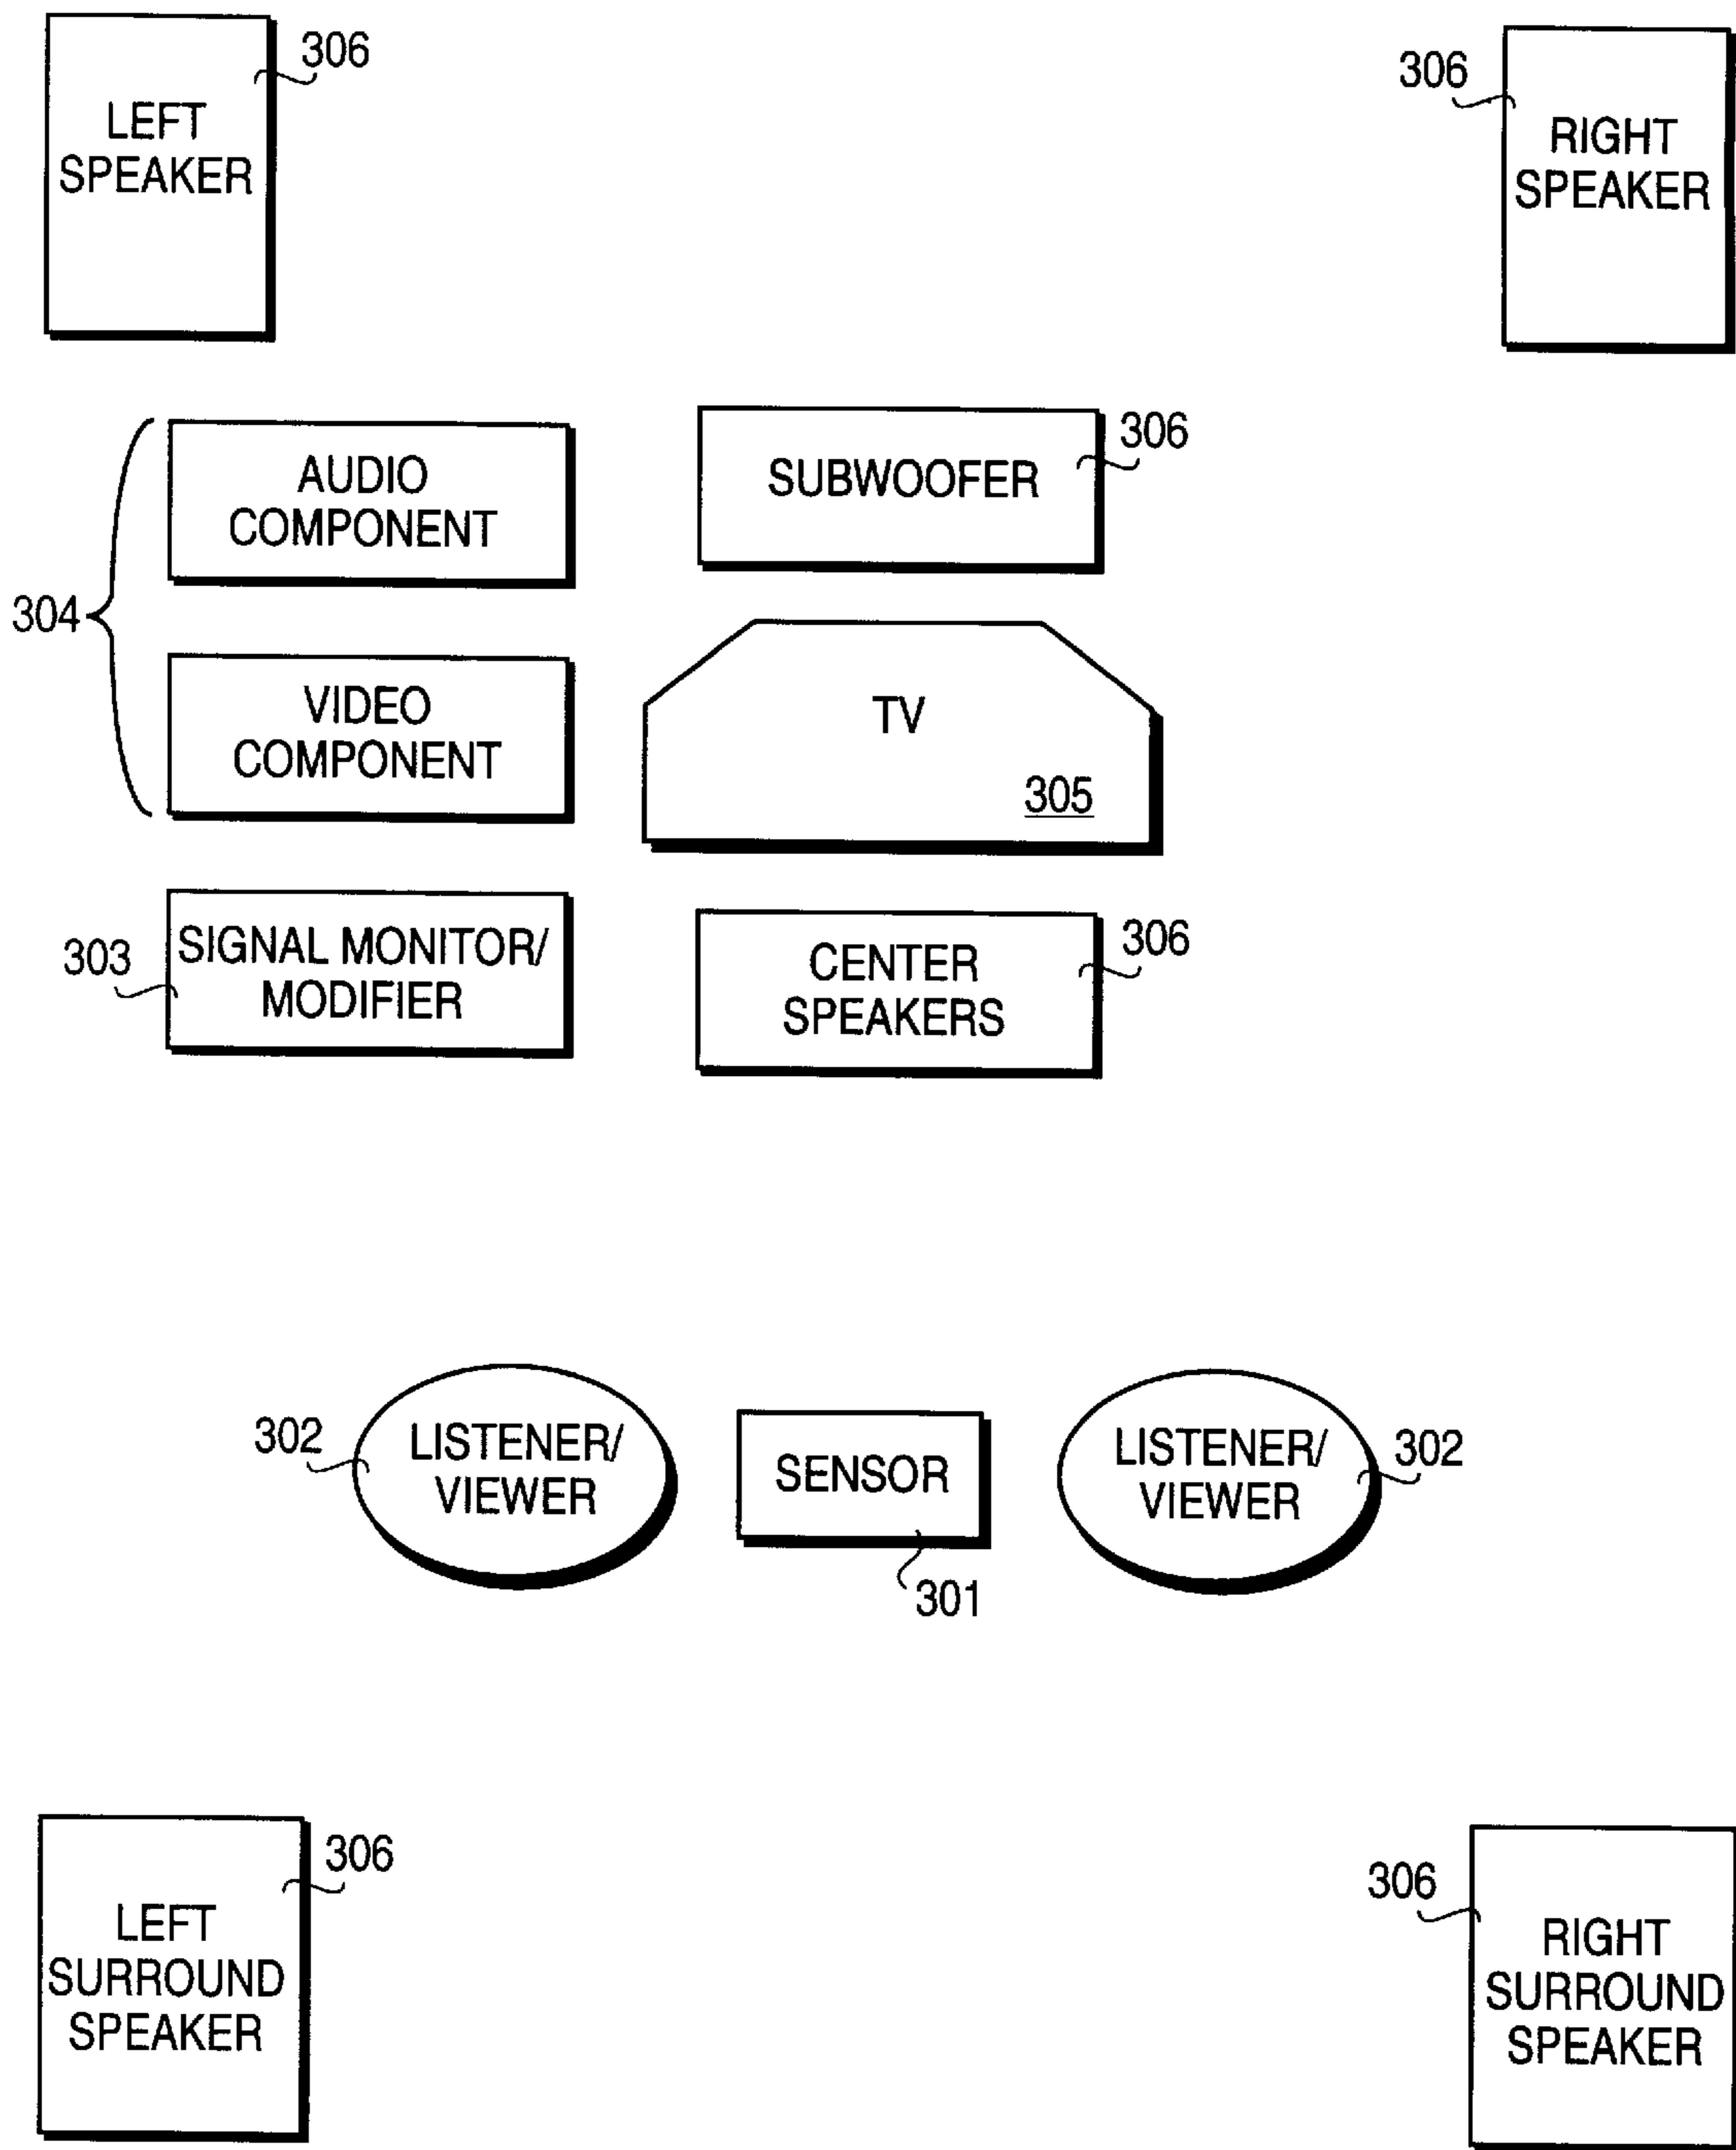 306
LEFT
SPEAKER
306
RIGHT
SPEAKER
304
AUDIO
COMPONENT
306
SUBWOOFER
VIDEO
COMPONENT
TV
305
303
SIGNAL MONITOR/
MODIFIER
306
CENTER
SPEAKERS
302
LISTENER/
VIEWER
SENSOR
301
LISTENER/
VIEWER
302
306
LEFT
SURROUND
SPEAKER
306
RIGHT
SURROUND
SPEAKER